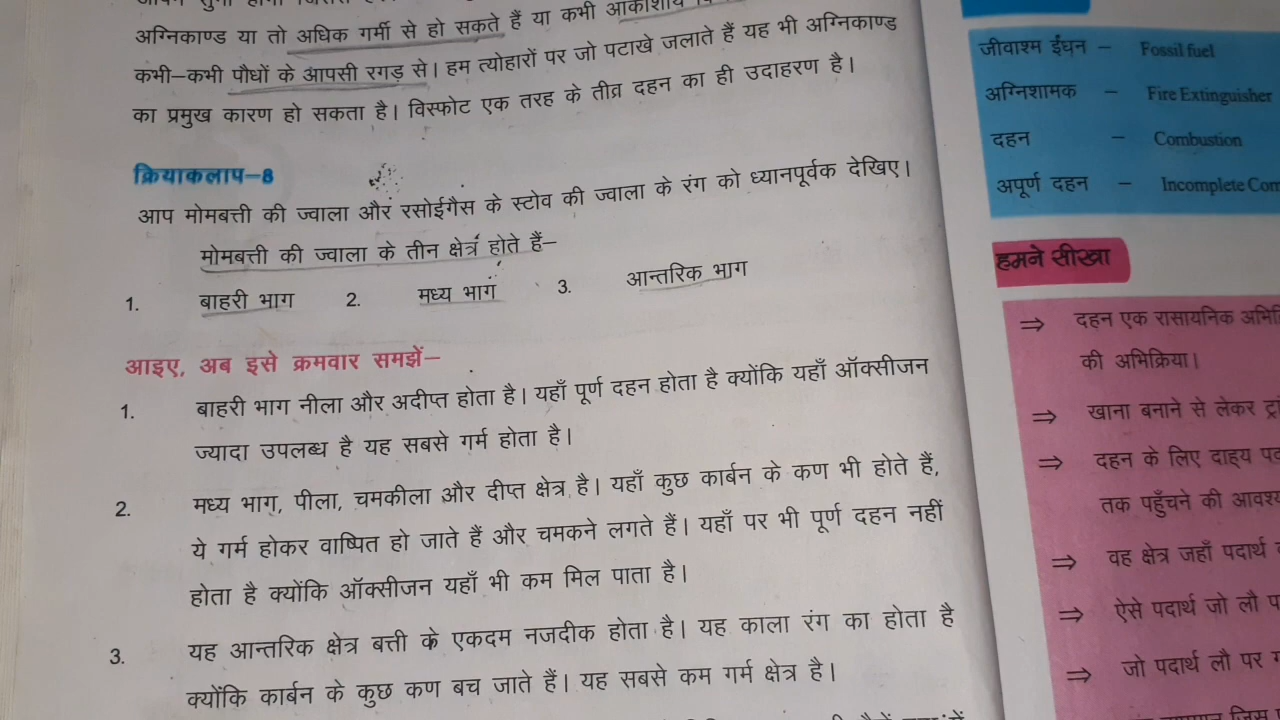 अग्निकाण्ड या तो अधिक गर्मी से हो सकते हैं या कभी आकाशीय
कभी–कभी पौधों के आपसी रगड़ से। हम त्योहारों पर जो पटाखे जलाते हैं यह भी अग्निकाण्ड
का प्रमुख कारण हो सकता है। विस्फोट एक तरह के तीव्र दहन का ही उदाहरण है।
क्रियाकलाप–8
आप मोमबत्ती की ज्वाला और रसोईगैस के स्टोव की ज्वाला के रंग को ध्यानपूर्वक देखिए।
मोमबत्ती की ज्वाला के तीन क्षेत्र होते हैं–
1. बाहरी भाग 2. मध्य भाग 3. आन्तरिक भाग
आइए, अब इसे क्रमवार समझें–
1. बाहरी भाग नीला और अदीप्त होता है। यहाँ पूर्ण दहन होता है क्योंकि यहाँ ऑक्सीजन
ज्यादा उपलब्ध है यह सबसे गर्म होता है।
2. मध्य भाग, पीला, चमकीला और दीप्त क्षेत्र है। यहाँ कुछ कार्बन के कण भी होते हैं,
ये गर्म होकर वाष्पित हो जाते हैं और चमकने लगते हैं। यहाँ पर भी पूर्ण दहन नहीं
होता है क्योंकि ऑक्सीजन यहाँ भी कम मिल पाता है।
3. यह आन्तरिक क्षेत्र बत्ती के एकदम नजदीक होता है। यह काला रंग का होता है
क्योंकि कार्बन के कुछ कण बच जाते हैं। यह सबसे कम गर्म क्षेत्र है।
जीवाश्म ईंधन – Fossil fuel
अग्निशामक – Fire Extinguisher
दहन – Combustion
अपूर्ण दहन – Incomplete
हमने सीखा
⇒ दहन एक रासायनिक
की अभिक्रिया।
⇒ खाना बनाने से लेकर
⇒ दहन के लिए दाह्य
तक पहुँचने की
⇒ वह क्षेत्र जहाँ पदार्थ
⇒ ऐसे पदार्थ जो लौ
⇒ जो पदार्थ लौ पर